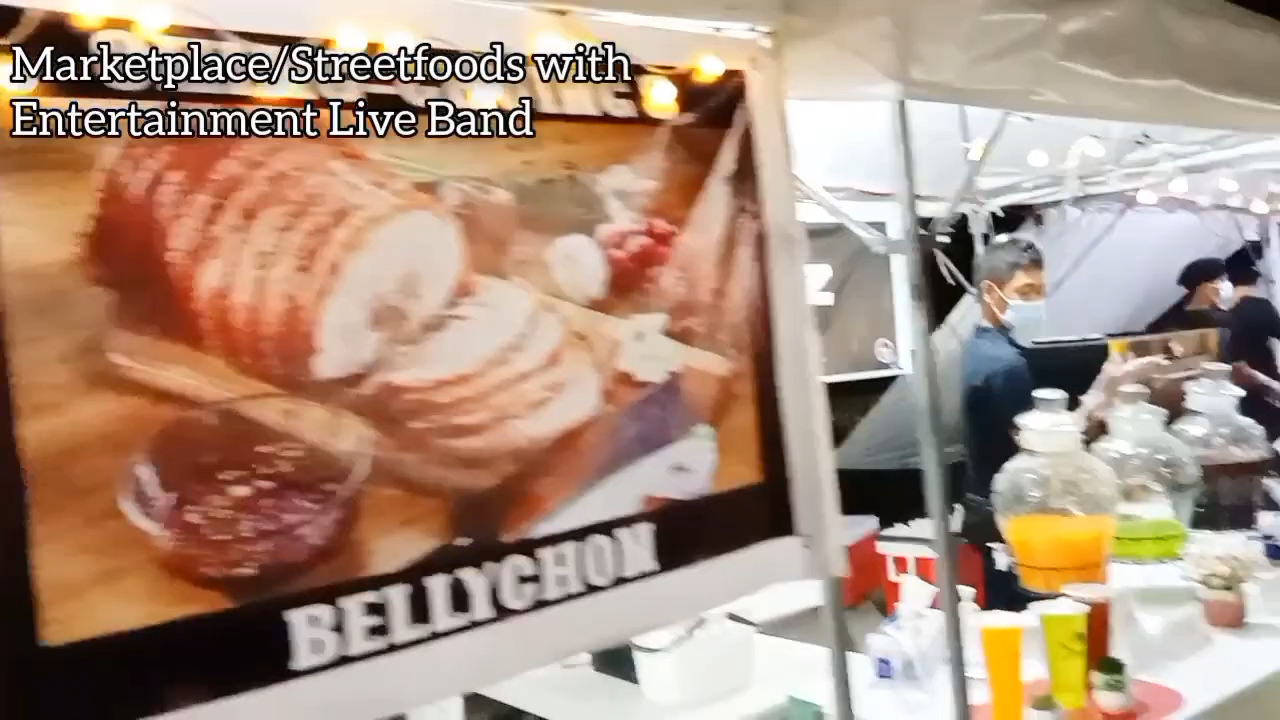 Marketplace/Streetfoods with
Entertainment Live Band
BELLYCHON
Z